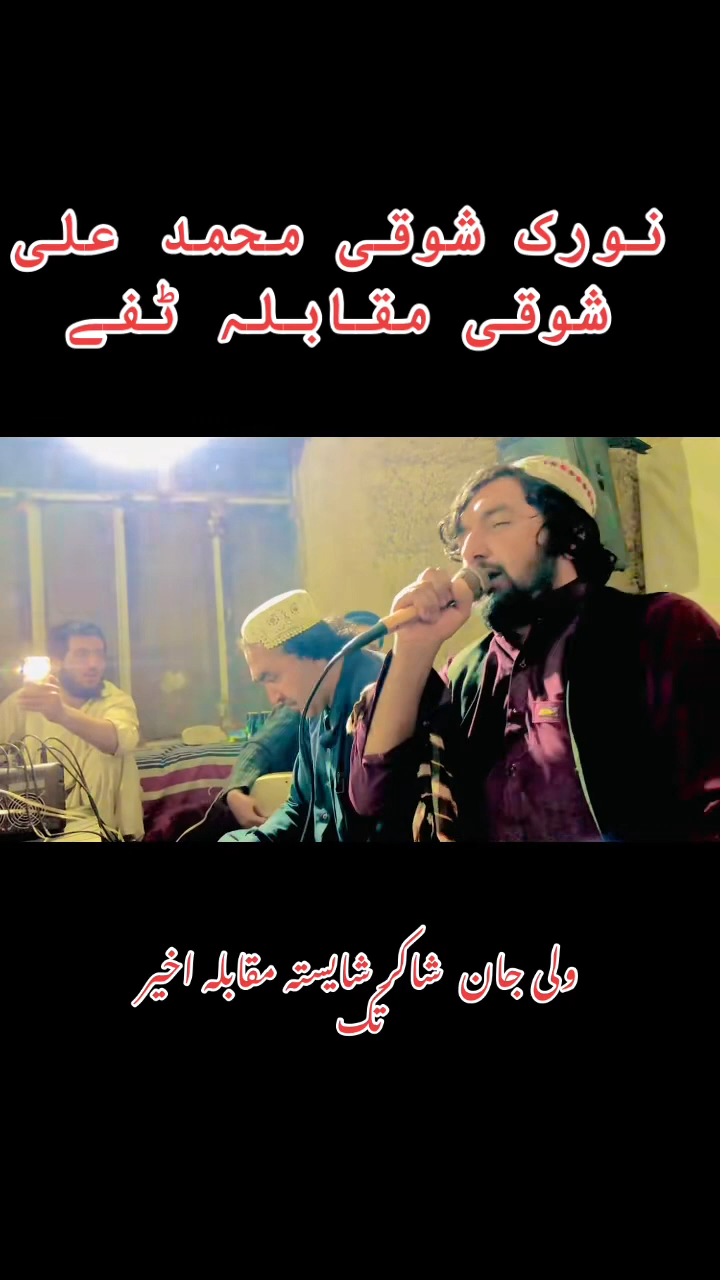 نورک شوقی محمد علی
شوقی مقابلہ ٹفے
ولی جان شاکر شایستہ مقابلہ اخیر
تک